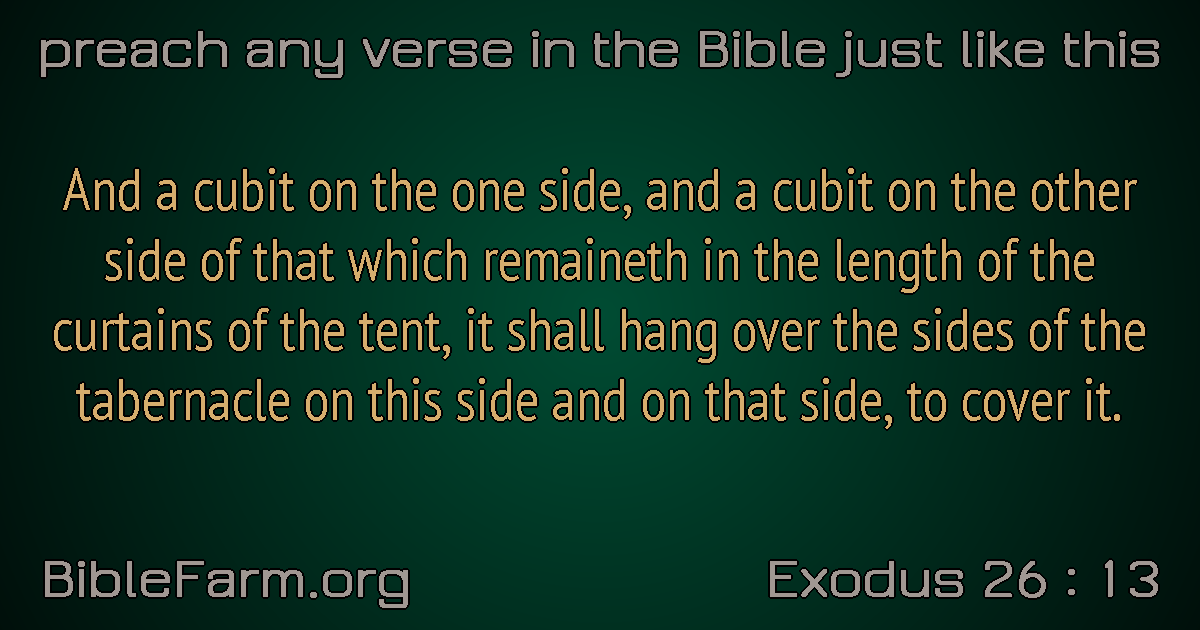 preach any verse in the Bible just like this
And a cubit on the one side, and a cubit on the other
side of that which remaineth in the length of the
curtains of the tent, it shall hang over the sides of the
tabernacle on this side and on that side, to cover it.
BibleFarm.org
Exodus 26 : 13